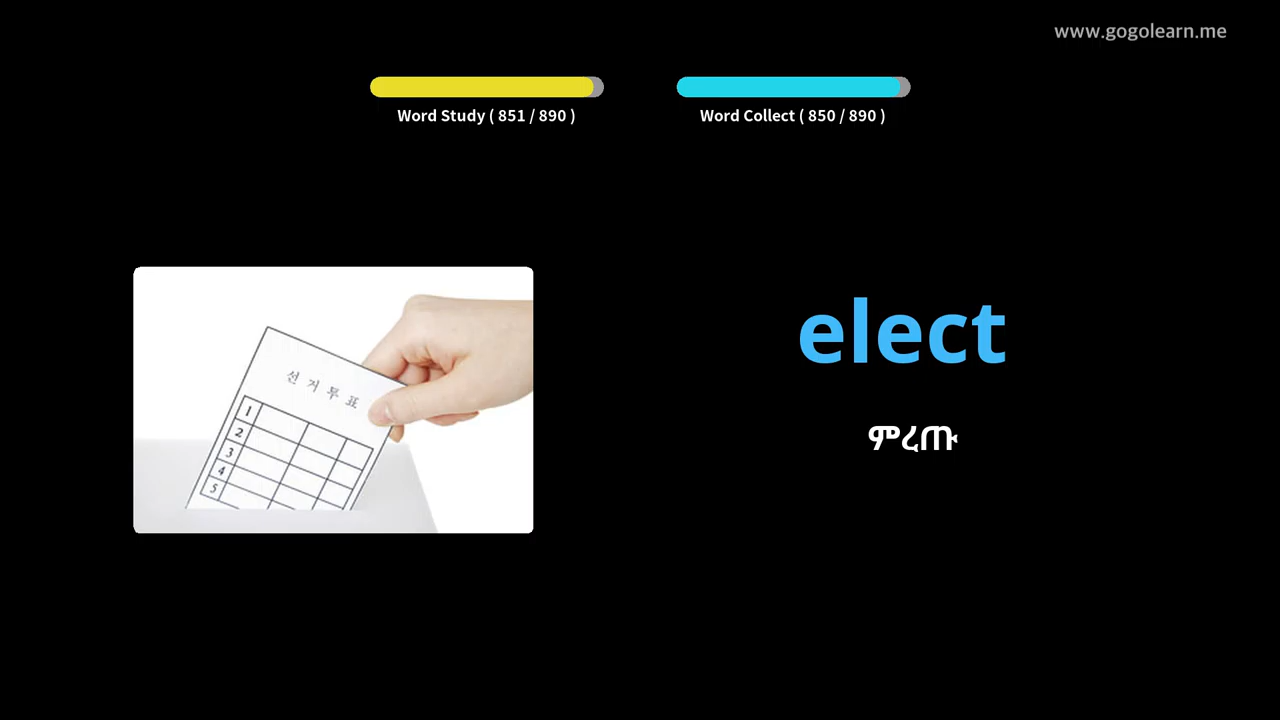 www.gogolearn.me
Word Study ( 851 / 890 )
Word Collect ( 850 / 890 )
선 거 투 표
1
2
3
4
5
elect
ምረጡ